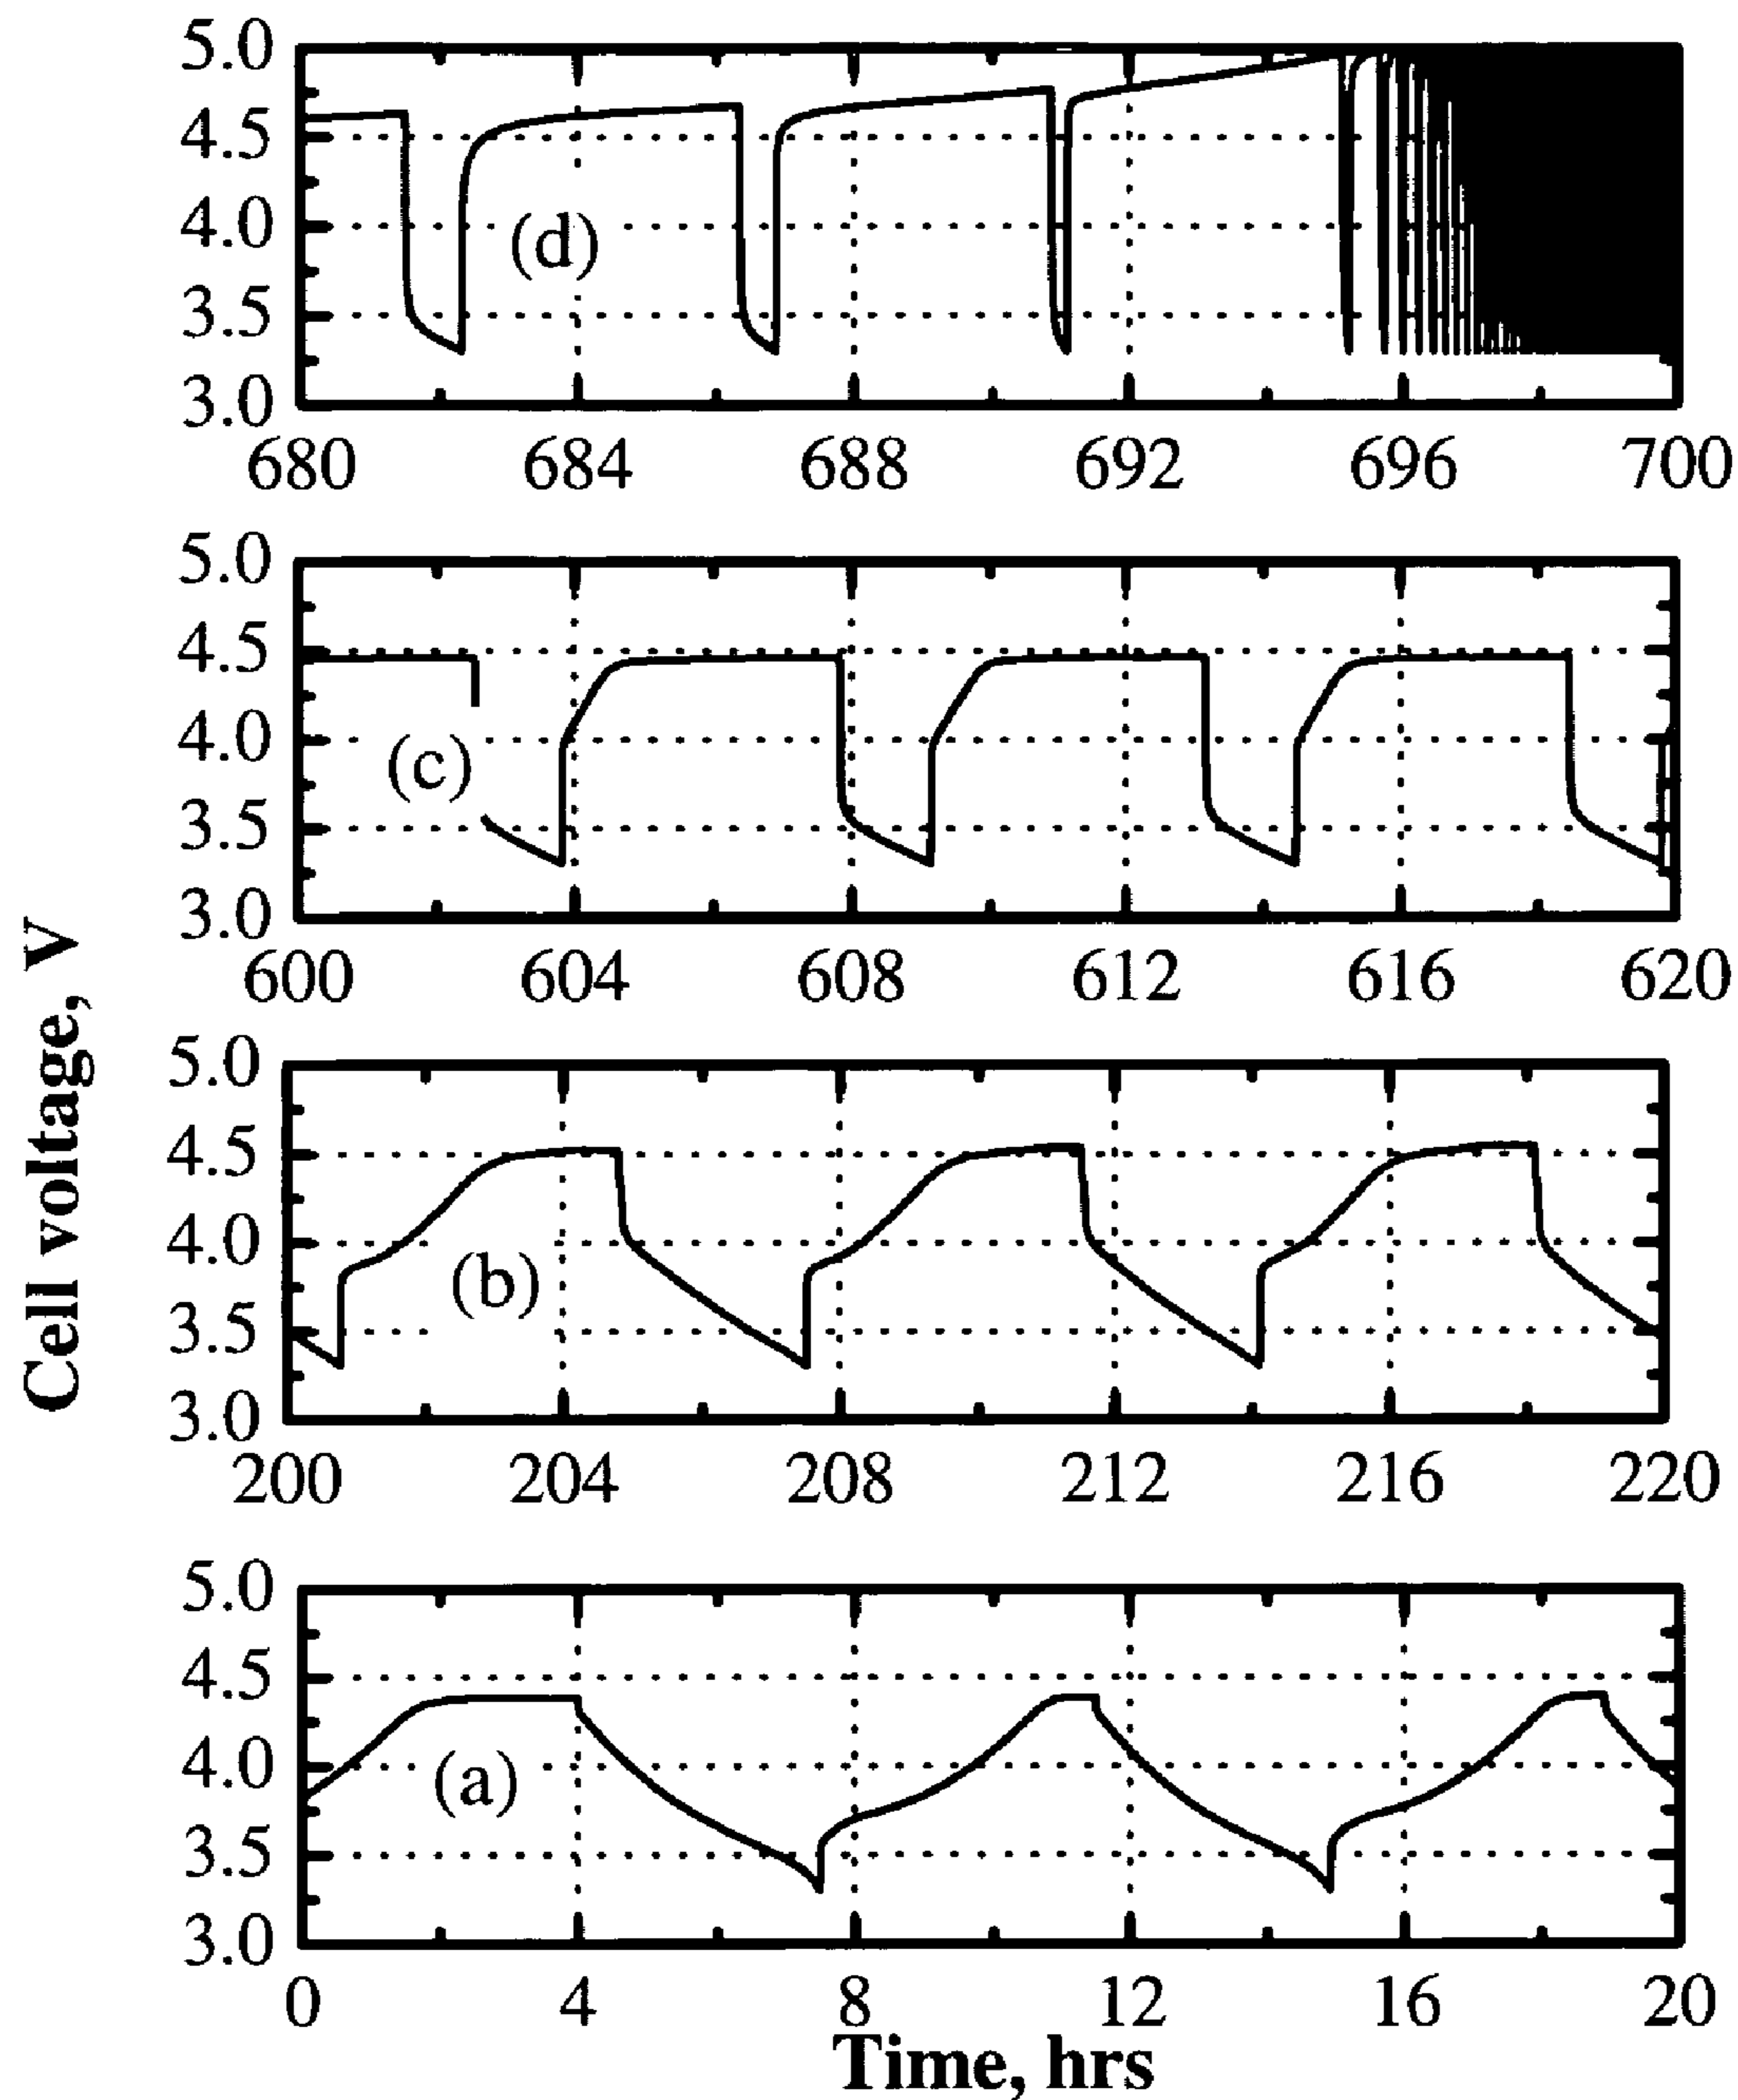 5.0
4.5
4.0
(d)
3.5
3.0
680 684 688 692 696 700
5.0
4.5
4.0
(c)
3.5
3.0
600 604 608 612 616 620
5.0
4.5
4.0
(b)
3.5
3.0
200 204 208 212 216 220
5.0
4.5
4.0
(a)
3.5
3.0
0 4 8 12 16 20
Time, hrs
Cell voltage, V